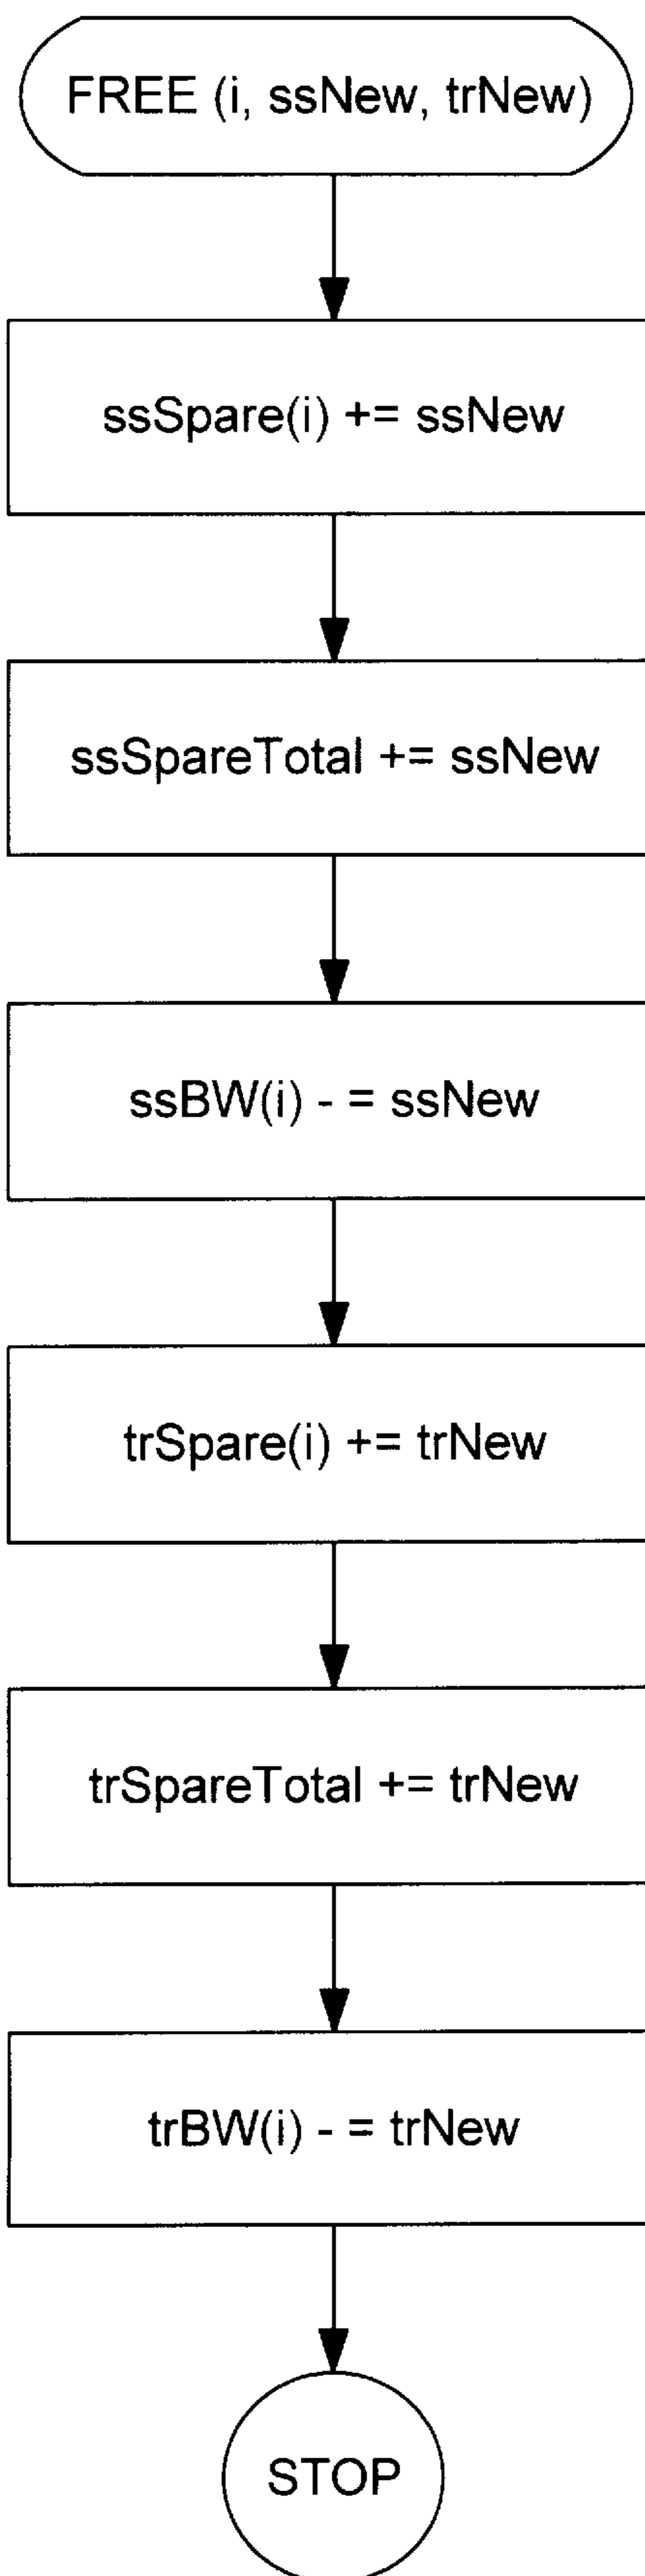 FREE (i, ssNew, trNew)
ssSpare(i) += ssNew
ssSpareTotal += ssNew
ssBW(i) - = ssNew
trSpare(i) += trNew
trSpareTotal += trNew
trBW(i) - = trNew
STOP